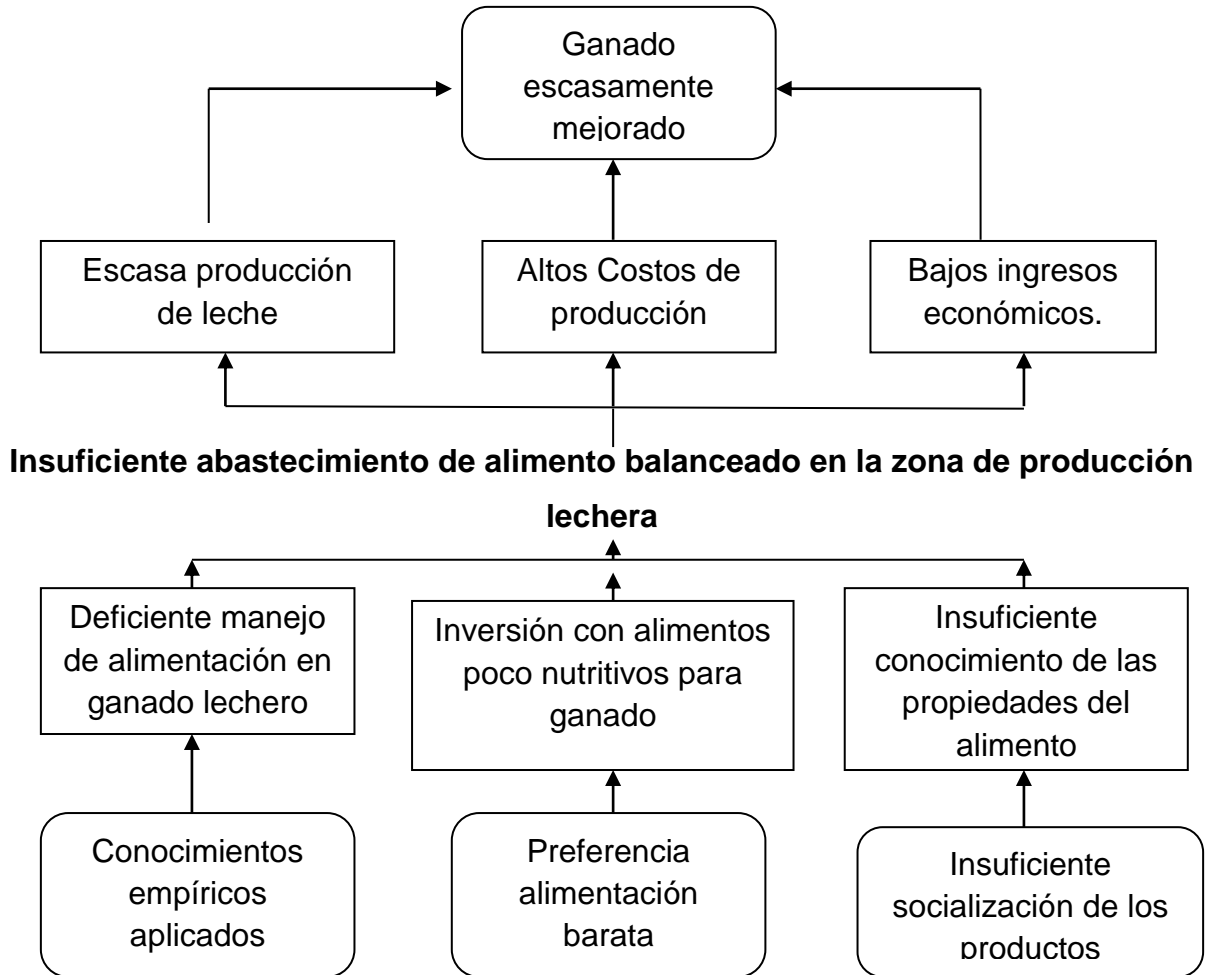 Ganado
escasamente
mejorado
Escasa producción
de leche
Altos Costos de
producción
Bajos ingresos
económicos.
Insuficiente abastecimiento de alimento balanceado en la zona de producción
lechera
Deficiente manejo
de alimentación en
ganado lechero
Inversión con alimentos
poco nutritivos para
ganado
Insuficiente
conocimiento de las
propiedades del
alimento
Conocimientos
empíricos
aplicados
Preferencia
alimentación
barata
Insuficiente
socialización de los
productos